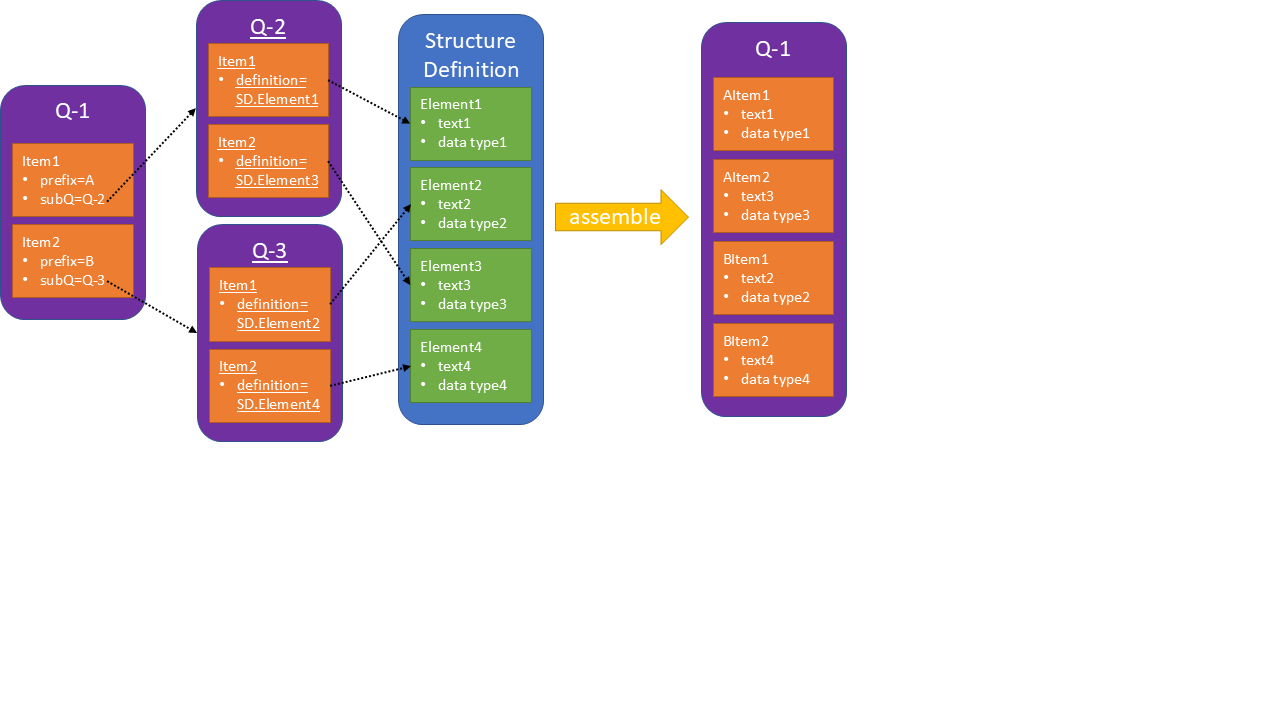 Q-1
Item1
• prefix=A
• subQ=Q-2
Item2
• prefix=B
• subQ=Q-3
Q-2
Item1
• definition=
SD.Element1
Item2
• definition=
SD.Element3
Q-3
Item1
• definition=
SD.Element2
Item2
• definition=
SD.Element4
Structure
Definition
Element1
• text1
• data type1
Element2
• text2
• data type2
Element3
• text3
• data type3
Element4
• text4
• data type4
assemble
Q-1
AItem1
• text1
• data type1
AItem2
• text3
• data type3
BItem1
• text2
• data type2
BItem2
• text4
• data type4